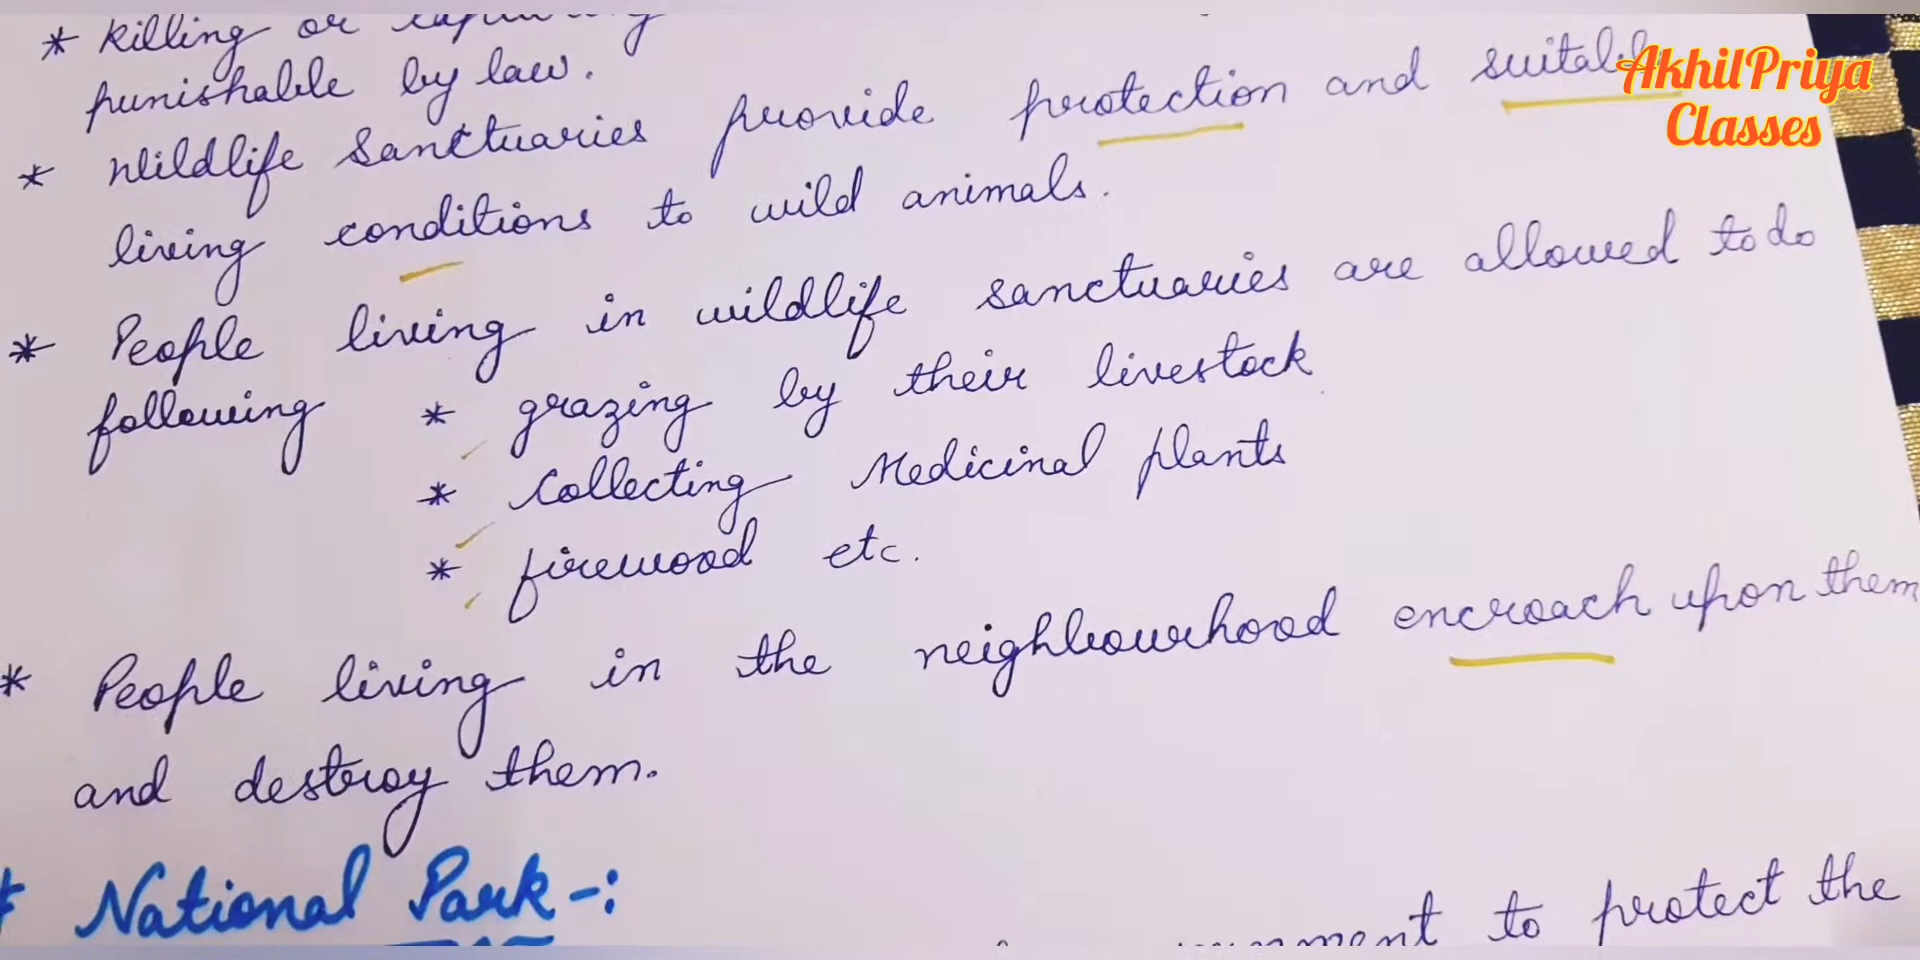 * killing or
punishable by law.
* Wildlife Sanctuaries provide protection and suitable
living conditions to wild animals.
* People living in wildlife sanctuaries are allowed to do
following * grazing by their livestock
* Collecting Medicinal plants
* firewood etc.
* People living in the neighbourhood encroach upon them
and destroy them.
* National Park -:
to protect the
AkhilPriya
Classes